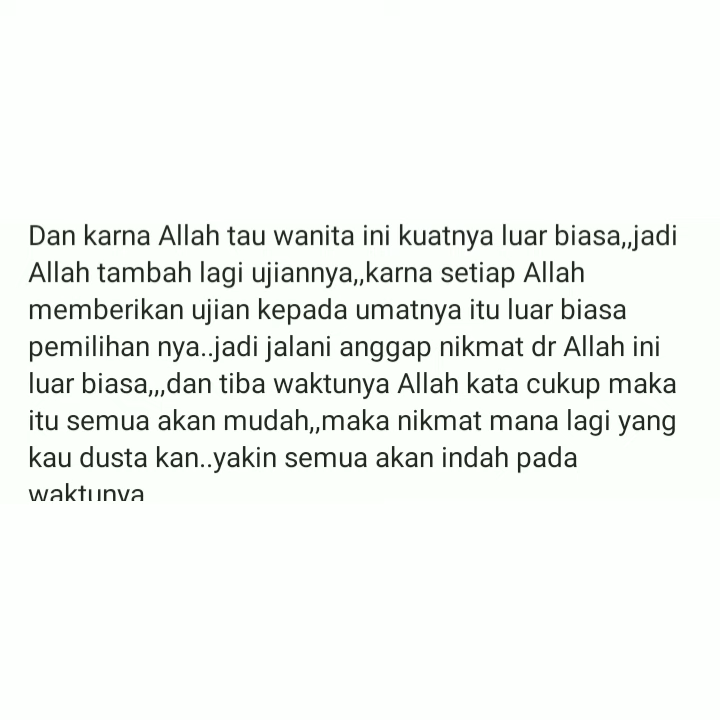 Dan karna Allah tau wanita ini kuatnya luar biasa,,jadi
Allah tambah lagi ujiannya,,karna setiap Allah
memberikan ujian kepada umatnya itu luar biasa
pemilihan nya..jadi jalani anggap nikmat dr Allah ini
luar biasa,,,dan tiba waktunya Allah kata cukup maka
itu semua akan mudah,,maka nikmat mana lagi yang
kau dusta kan..yakin semua akan indah pada
waktunya